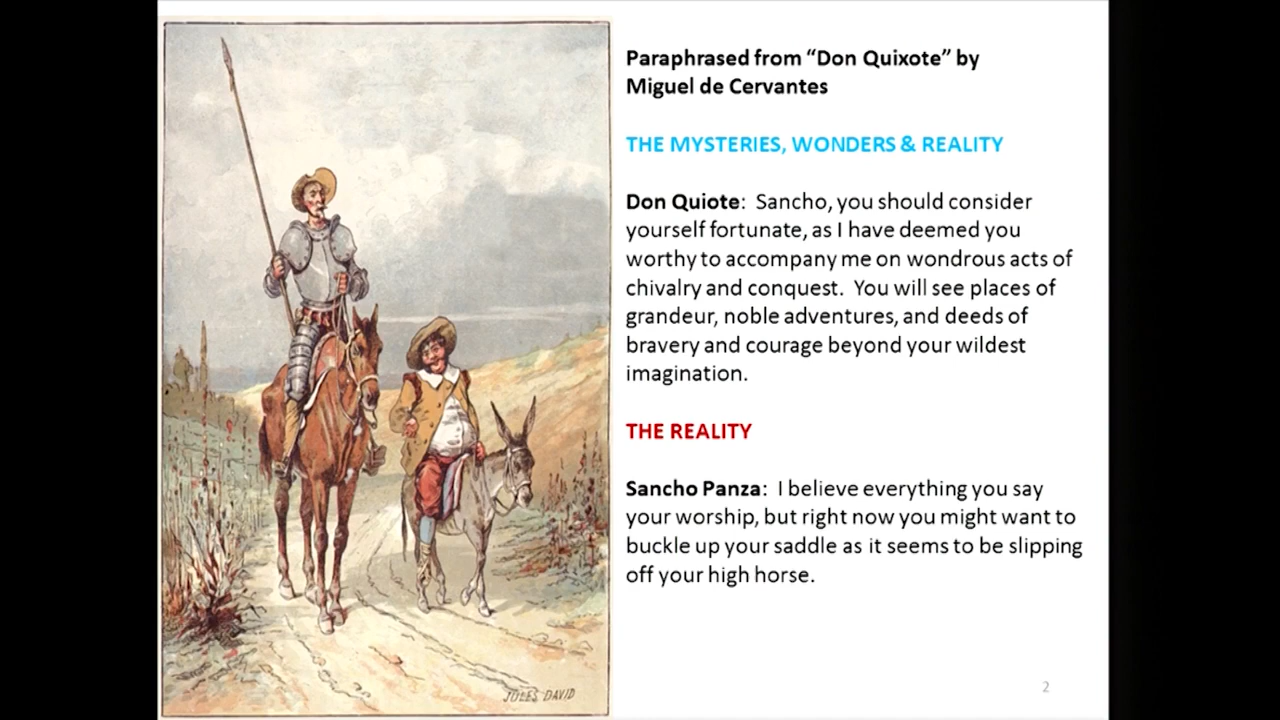 Paraphrased from “Don Quixote” by
Miguel de Cervantes
THE MYSTERIES, WONDERS & REALITY
Don Quiote:  Sancho, you should consider
yourself fortunate, as I have deemed you
worthy to accompany me on wondrous acts of
chivalry and conquest.  You will see places of
grandeur, noble adventures, and deeds of
bravery and courage beyond your wildest
imagination.
THE REALITY
Sancho Panza:  I believe everything you say
your worship, but right now you might want to
buckle up your saddle as it seems to be slipping
off your high horse.
JULES DAVID
2